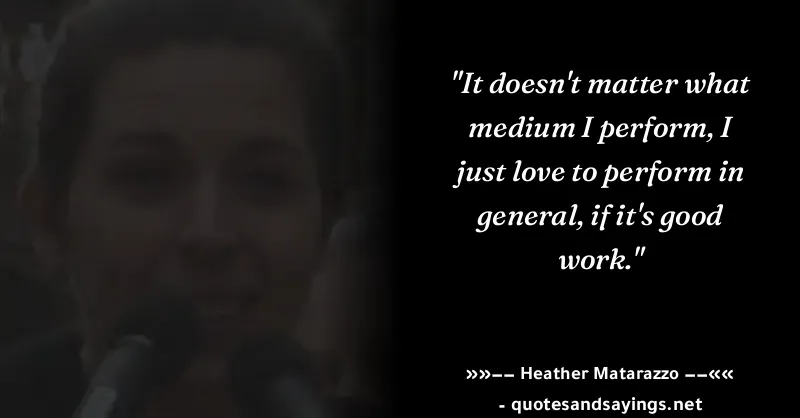 "It doesn't matter what
medium I perform, I
just love to perform in
general, if it's good
work."
»»−− Heather Matarazzo −−««
- quotesandsayings.net